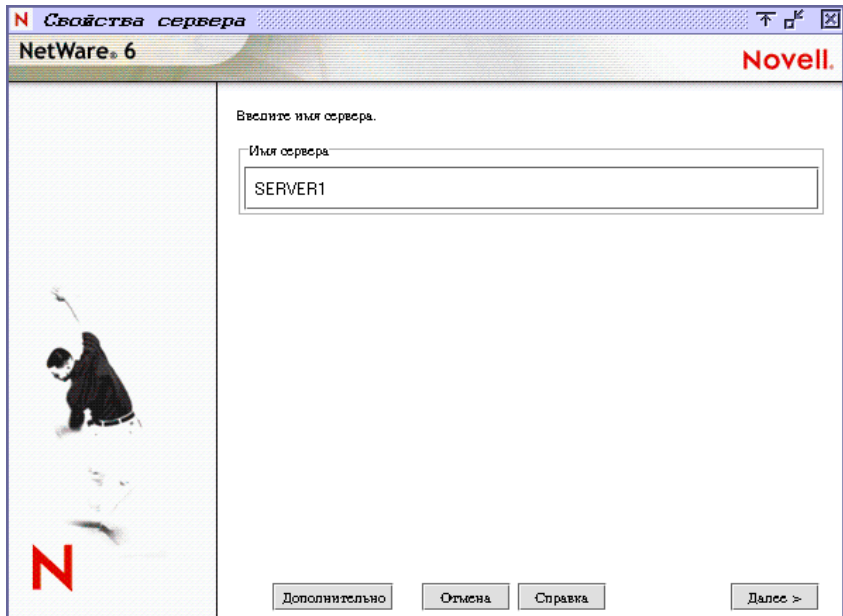 N Свойства сервера
NetWare® 6
Novell®
Введите имя сервера.
Имя сервера
SERVER1
N
Дополнительно
Отмена
Справка
Далее >